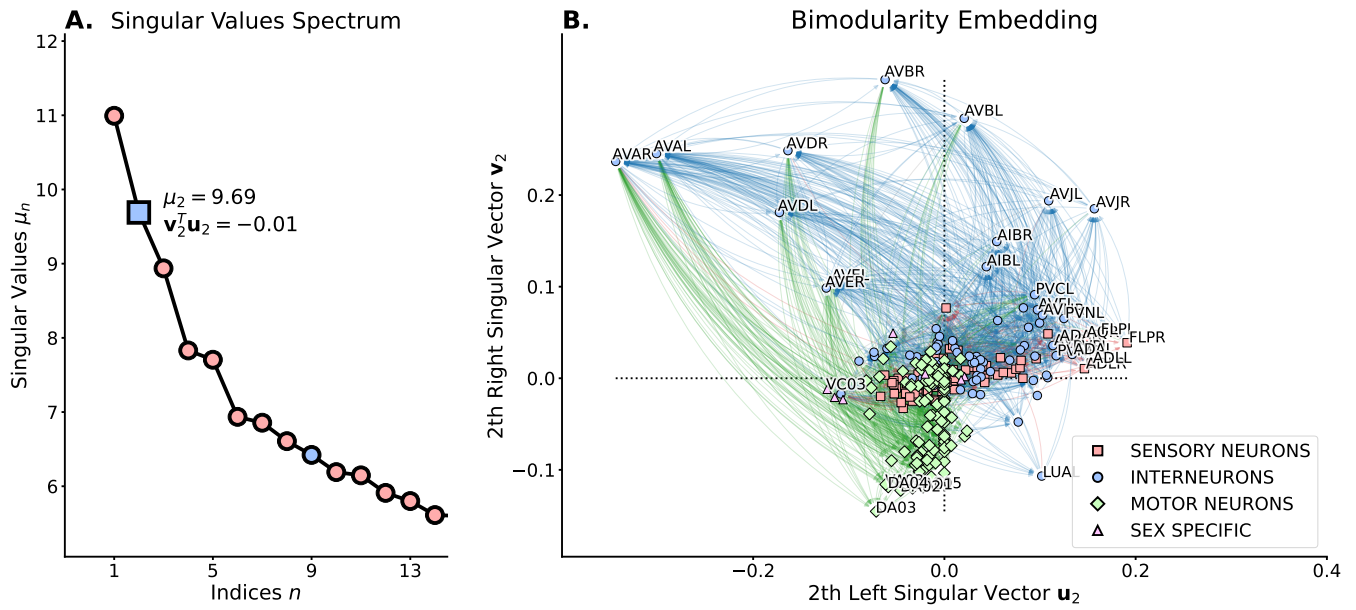 A. Singular Values Spectrum
12
11
10
9
8
7
6
Singular Values μₙ
μ₂ = 9.69
v₂ᵀu₂ = −0.01
1 5 9 13
Indices n
B. Bimodularity Embedding
0.2
0.1
0.0
−0.1
2th Right Singular Vector v₂
AVBR
AVBL
AVAR
AVAL
AVDR
AVDL
AVJL
AVJR
AIBR
AIBL
AVER
PVCL
PVNL
FLPR
ADLL
ADLR
VC03
LUAL
DA04
DA03
SENSORY NEURONS
INTERNEURONS
MOTOR NEURONS
SEX SPECIFIC
−0.2 0.0 0.2 0.4
2th Left Singular Vector u₂